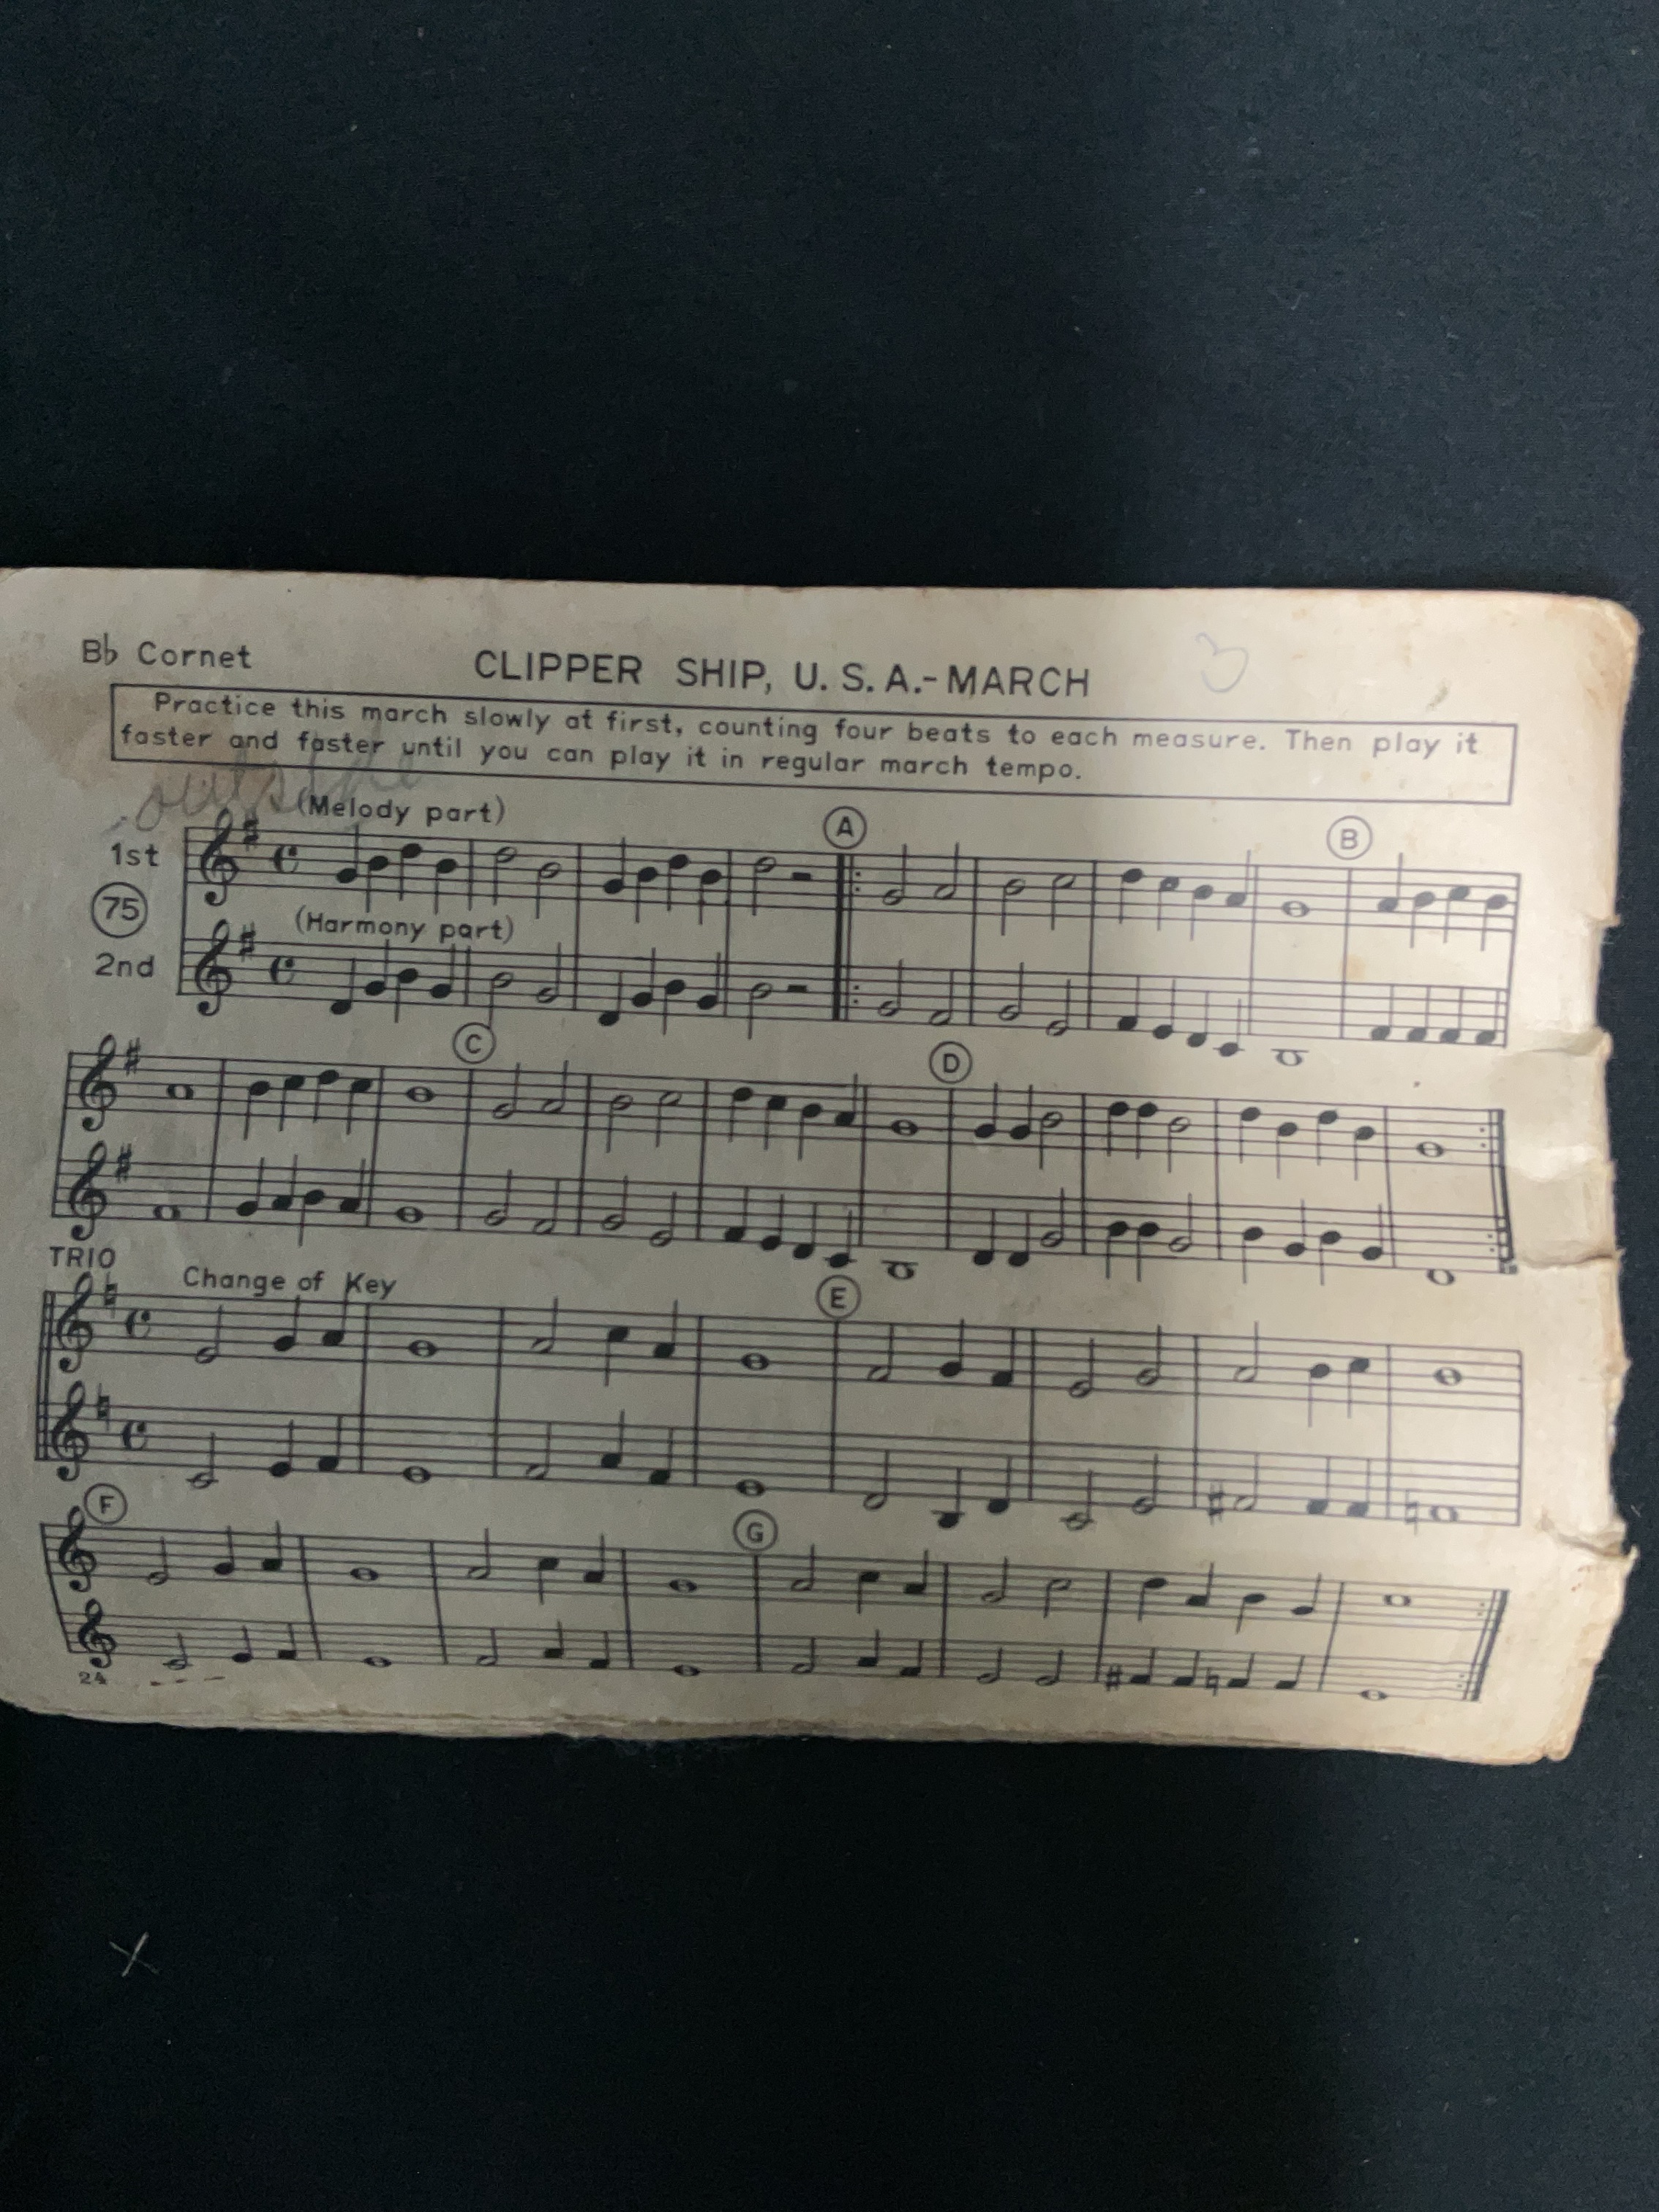 B♭ Cornet
CLIPPER SHIP, U. S. A.-MARCH
3
Practice this march slowly at first, counting four beats to each measure. Then play it
faster and faster until you can play it in regular march tempo.
(Melody part)
A
B
1st
75
(Harmony part)
2nd
C
D
TRIO
Change of Key
E
F
G
24